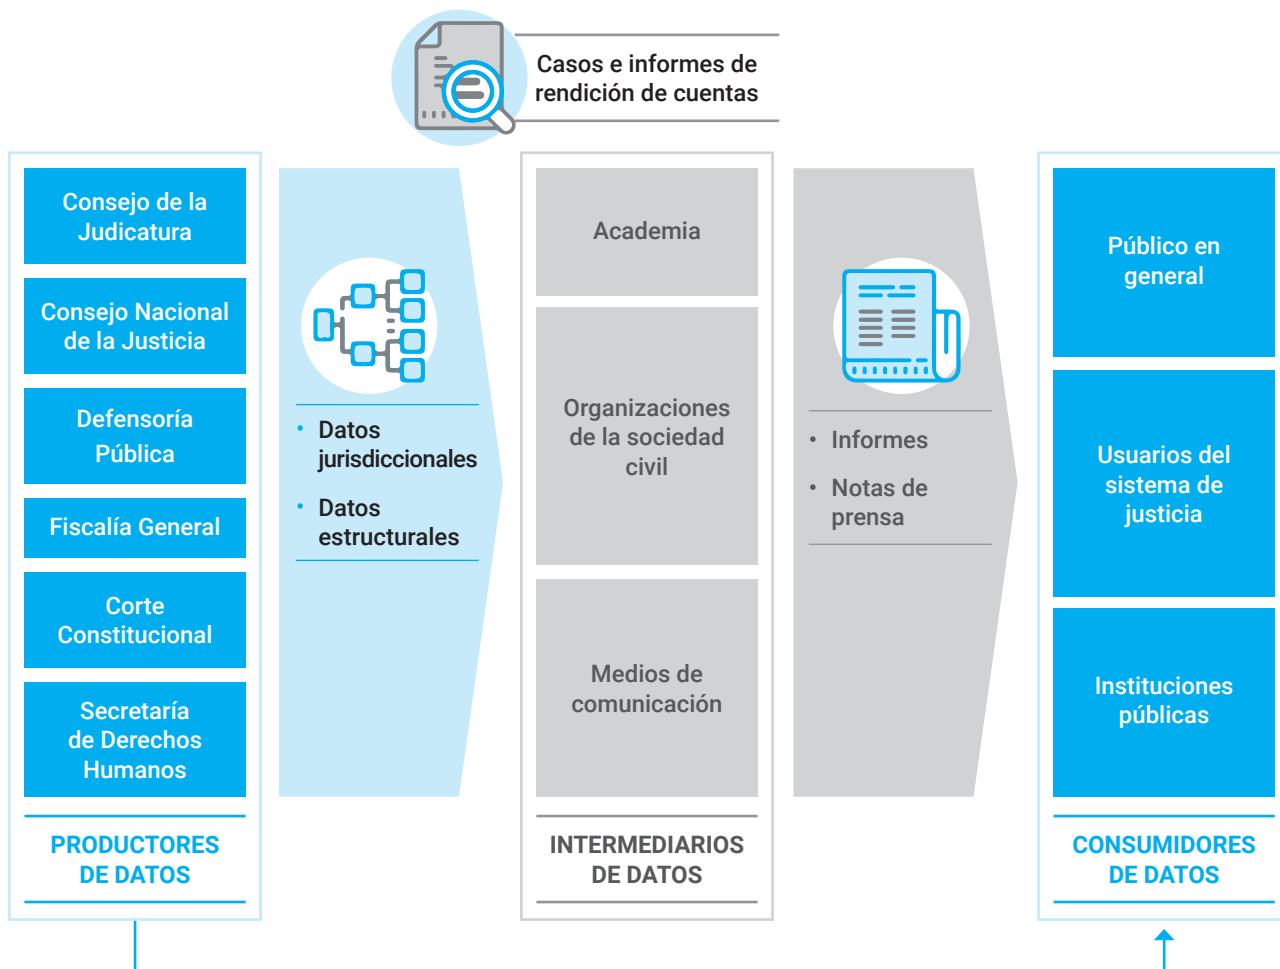 Casos e informes de
rendición de cuentas
Consejo de la
Judicatura
Consejo Nacional
de la Justicia
Defensoría
Pública
Fiscalía General
Corte
Constitucional
Secretaría
de Derechos
Humanos
PRODUCTORES
DE DATOS
• Datos
jurisdiccionales
• Datos
estructurales
Academia
Organizaciones
de la sociedad
civil
Medios de
comunicación
INTERMEDIARIOS
DE DATOS
• Informes
• Notas de
prensa
Público en
general
Usuarios del
sistema de
justicia
Instituciones
públicas
CONSUMIDORES
DE DATOS